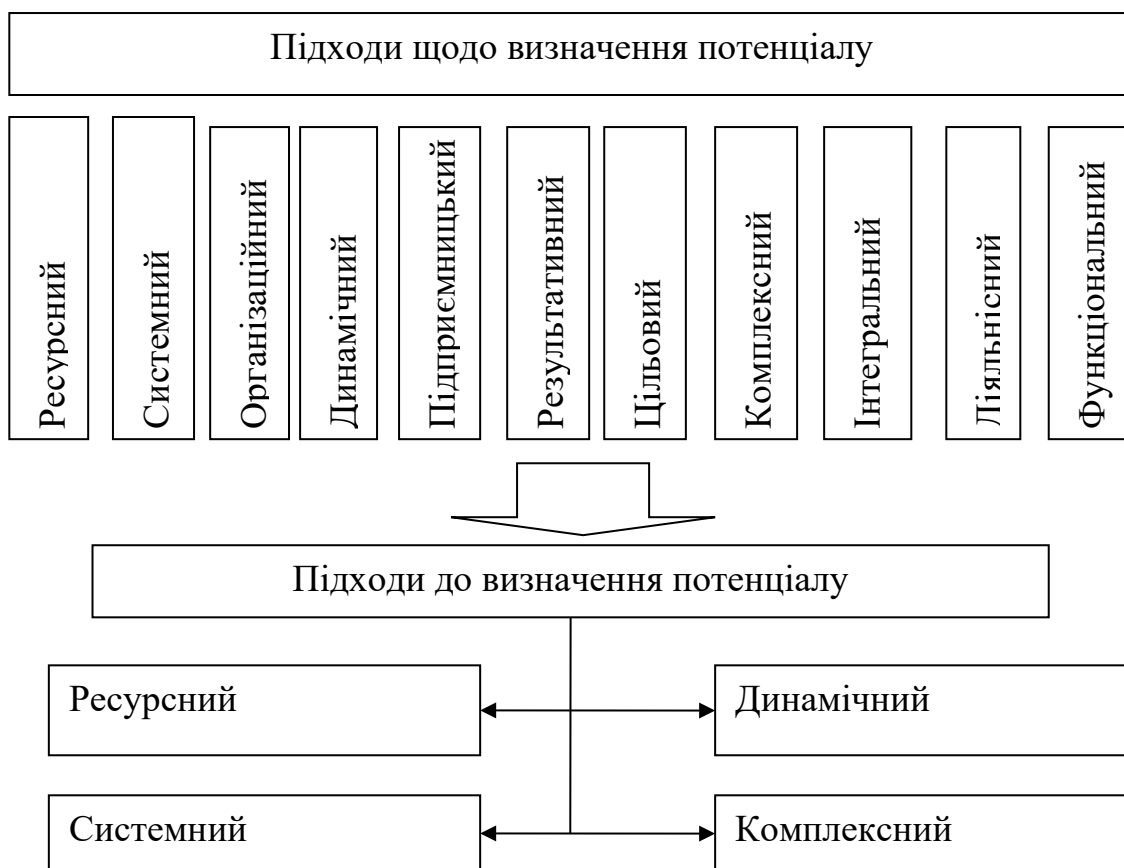 Підходи щодо визначення потенціалу
Ресурсний
Системний
Організаційний
Динамічний
Підприємницький
Результативний
Цільовий
Комплексний
Інтегральний
Ліяльнісний
Функціональний
Підходи до визначення потенціалу
Ресурсний
Динамічний
Системний
Комплексний